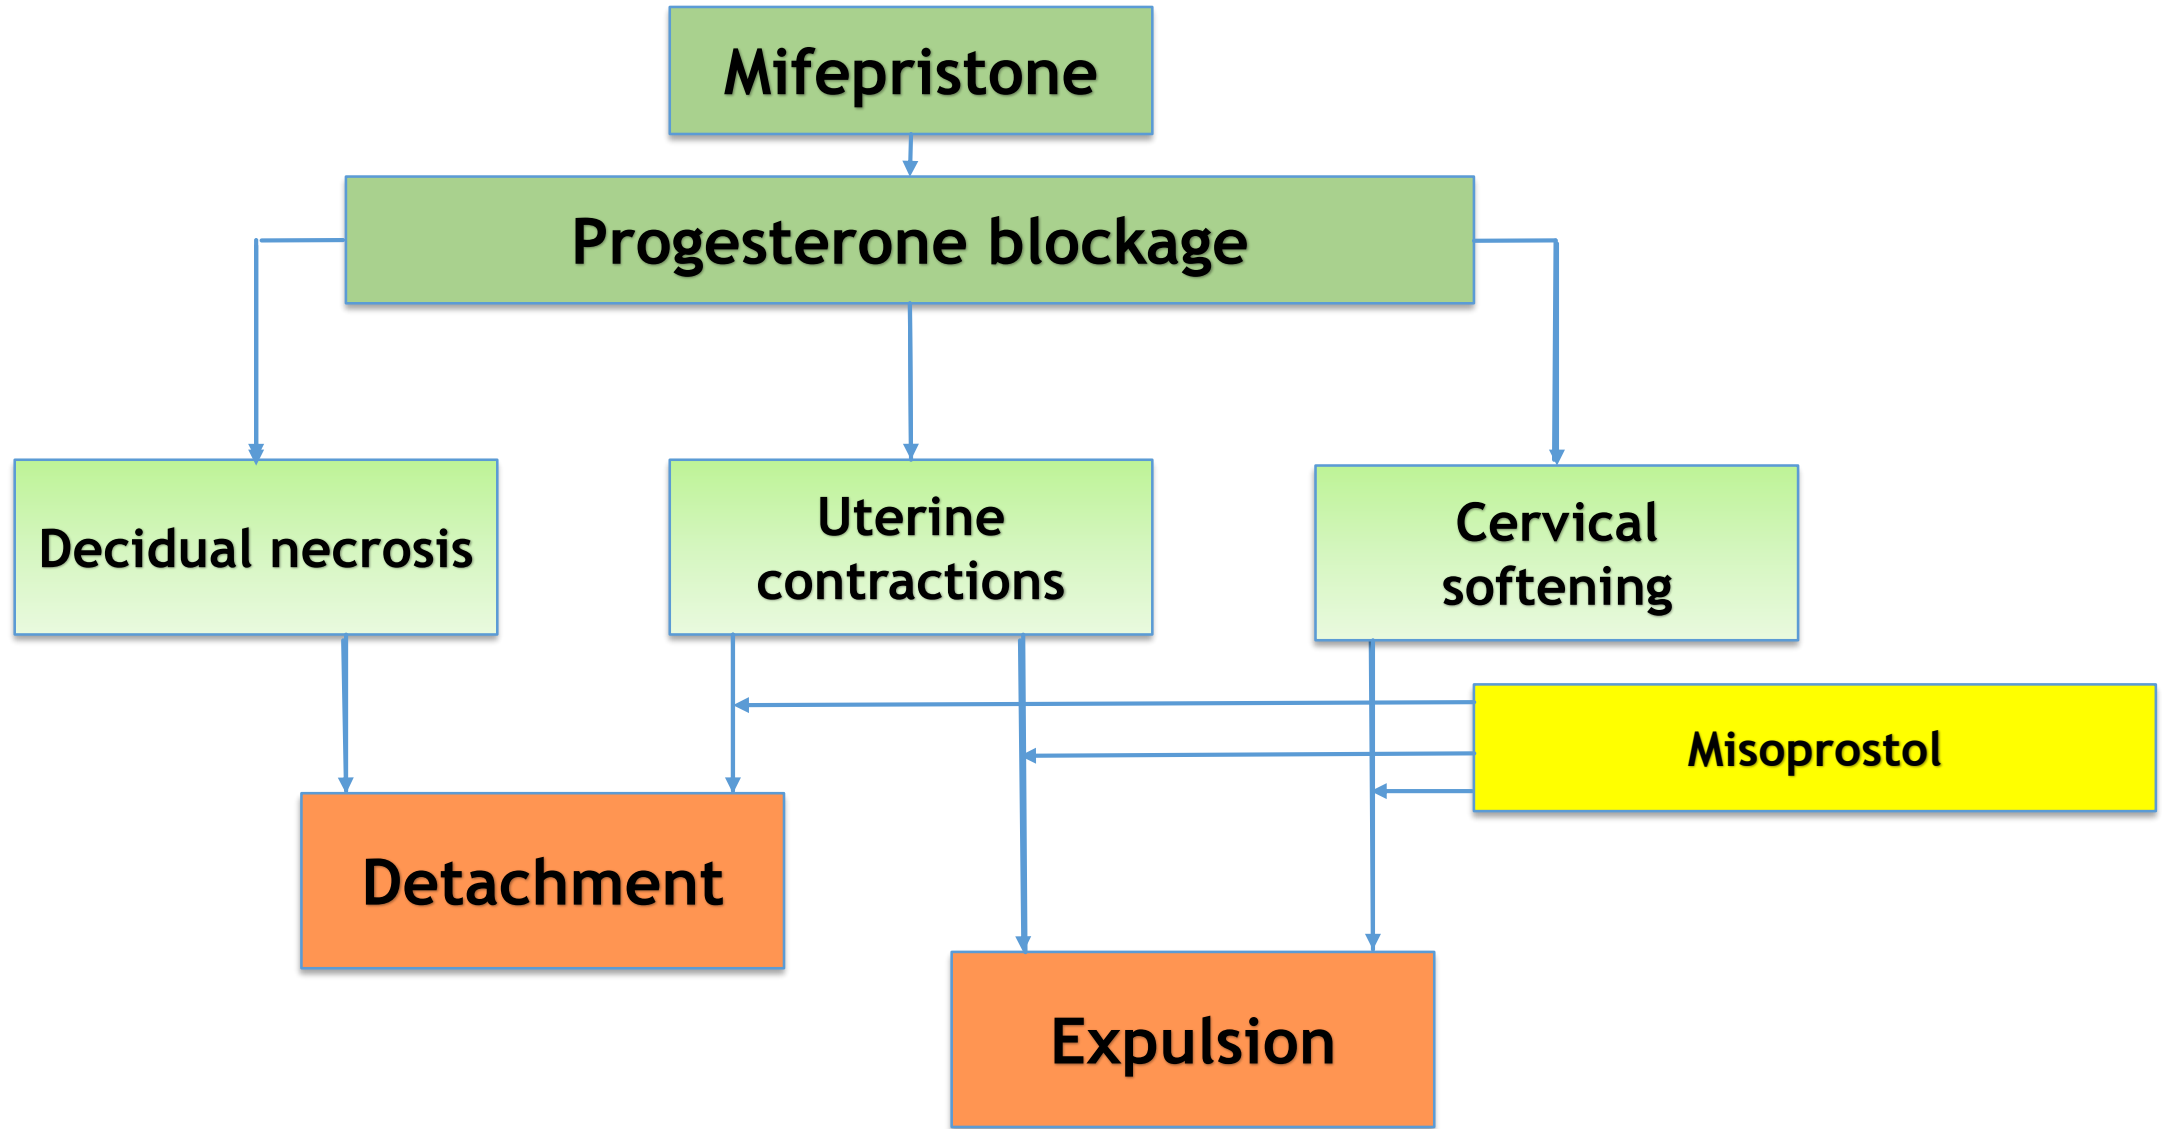 Mifepristone
Progesterone blockage
Decidual necrosis
Uterine
contractions
Cervical
softening
Misoprostol
Detachment
Expulsion